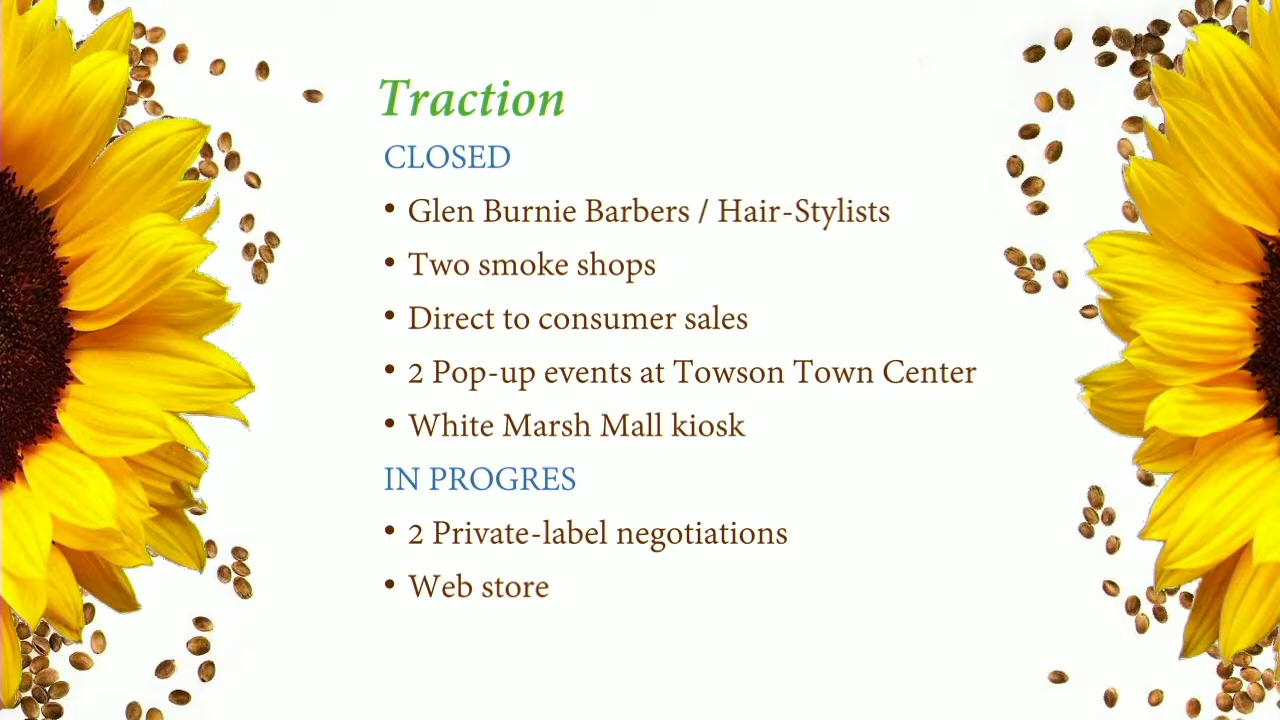 Traction
CLOSED
• Glen Burnie Barbers / Hair-Stylists
• Two smoke shops
• Direct to consumer sales
• 2 Pop-up events at Towson Town Center
• White Marsh Mall kiosk
IN PROGRES
• 2 Private-label negotiations
• Web store